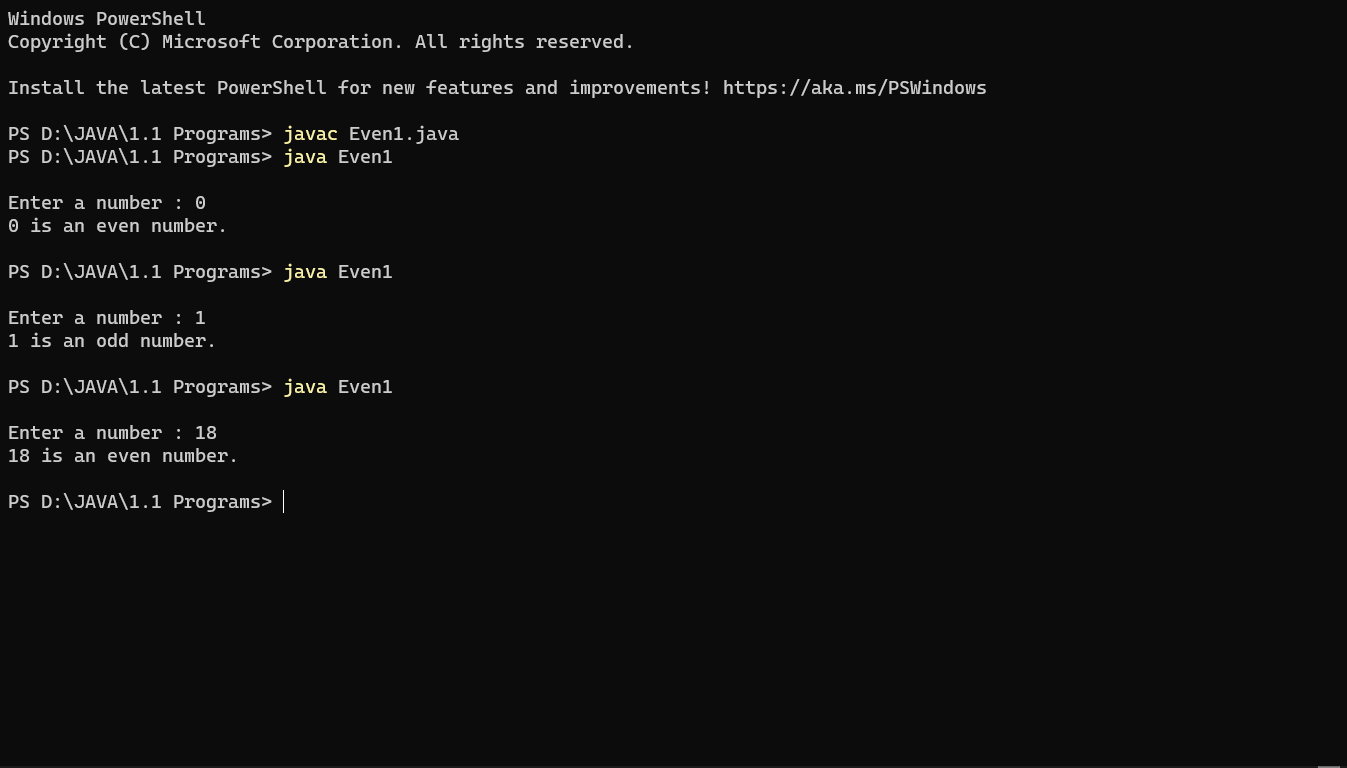 Windows PowerShell
Copyright (C) Microsoft Corporation. All rights reserved.
Install the latest PowerShell for new features and improvements! https://aka.ms/PSWindows
PS D:\JAVA\1.1 Programs> javac Even1.java
PS D:\JAVA\1.1 Programs> java Even1
Enter a number : 0
0 is an even number.
PS D:\JAVA\1.1 Programs> java Even1
Enter a number : 1
1 is an odd number.
PS D:\JAVA\1.1 Programs> java Even1
Enter a number : 18
18 is an even number.
PS D:\JAVA\1.1 Programs>